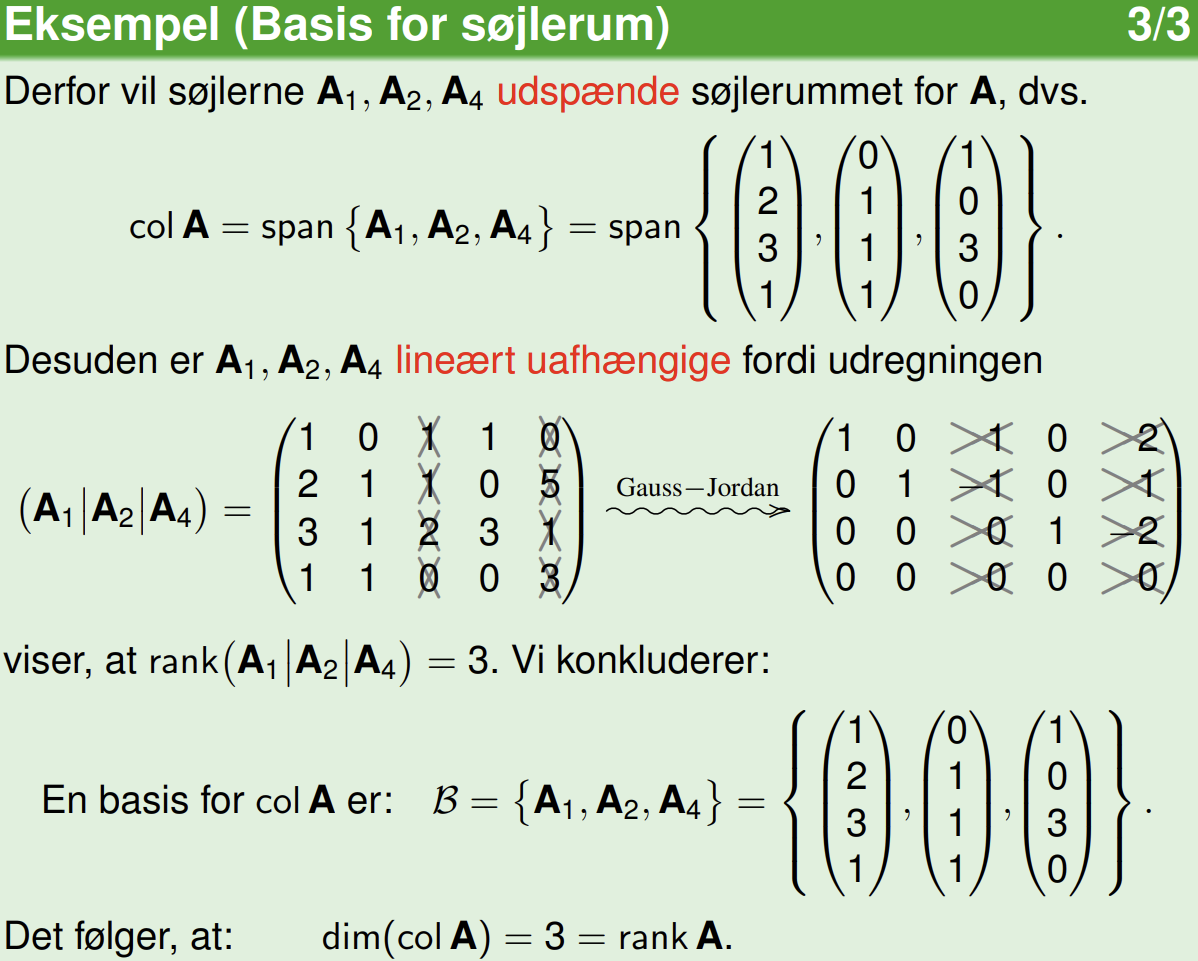 Eksempel (Basis for søjlerum) 3/3
Derfor vil søjlerne A₁, A₂, A₄ udspænde søjlerummet for A, dvs.
col A = span {A₁, A₂, A₄} = span { (1 2 3 1), (0 1 1 1), (1 0 3 0) } .
Desuden er A₁, A₂, A₄ lineært uafhængige fordi udregningen
(A₁|A₂|A₄) = 
1 0 1 1 0
2 1 1 0 5
3 1 2 3 1
1 1 0 0 3
Gauss−Jordan
1 0 1 0 2
0 1 −1 0 1
0 0 0 1 −2
0 0 0 0 0
viser, at rank(A₁|A₂|A₄) = 3. Vi konkluderer:
En basis for col A er: B = {A₁, A₂, A₄} = { (1 2 3 1), (0 1 1 1), (1 0 3 0) } .
Det følger, at: dim(col A) = 3 = rank A.